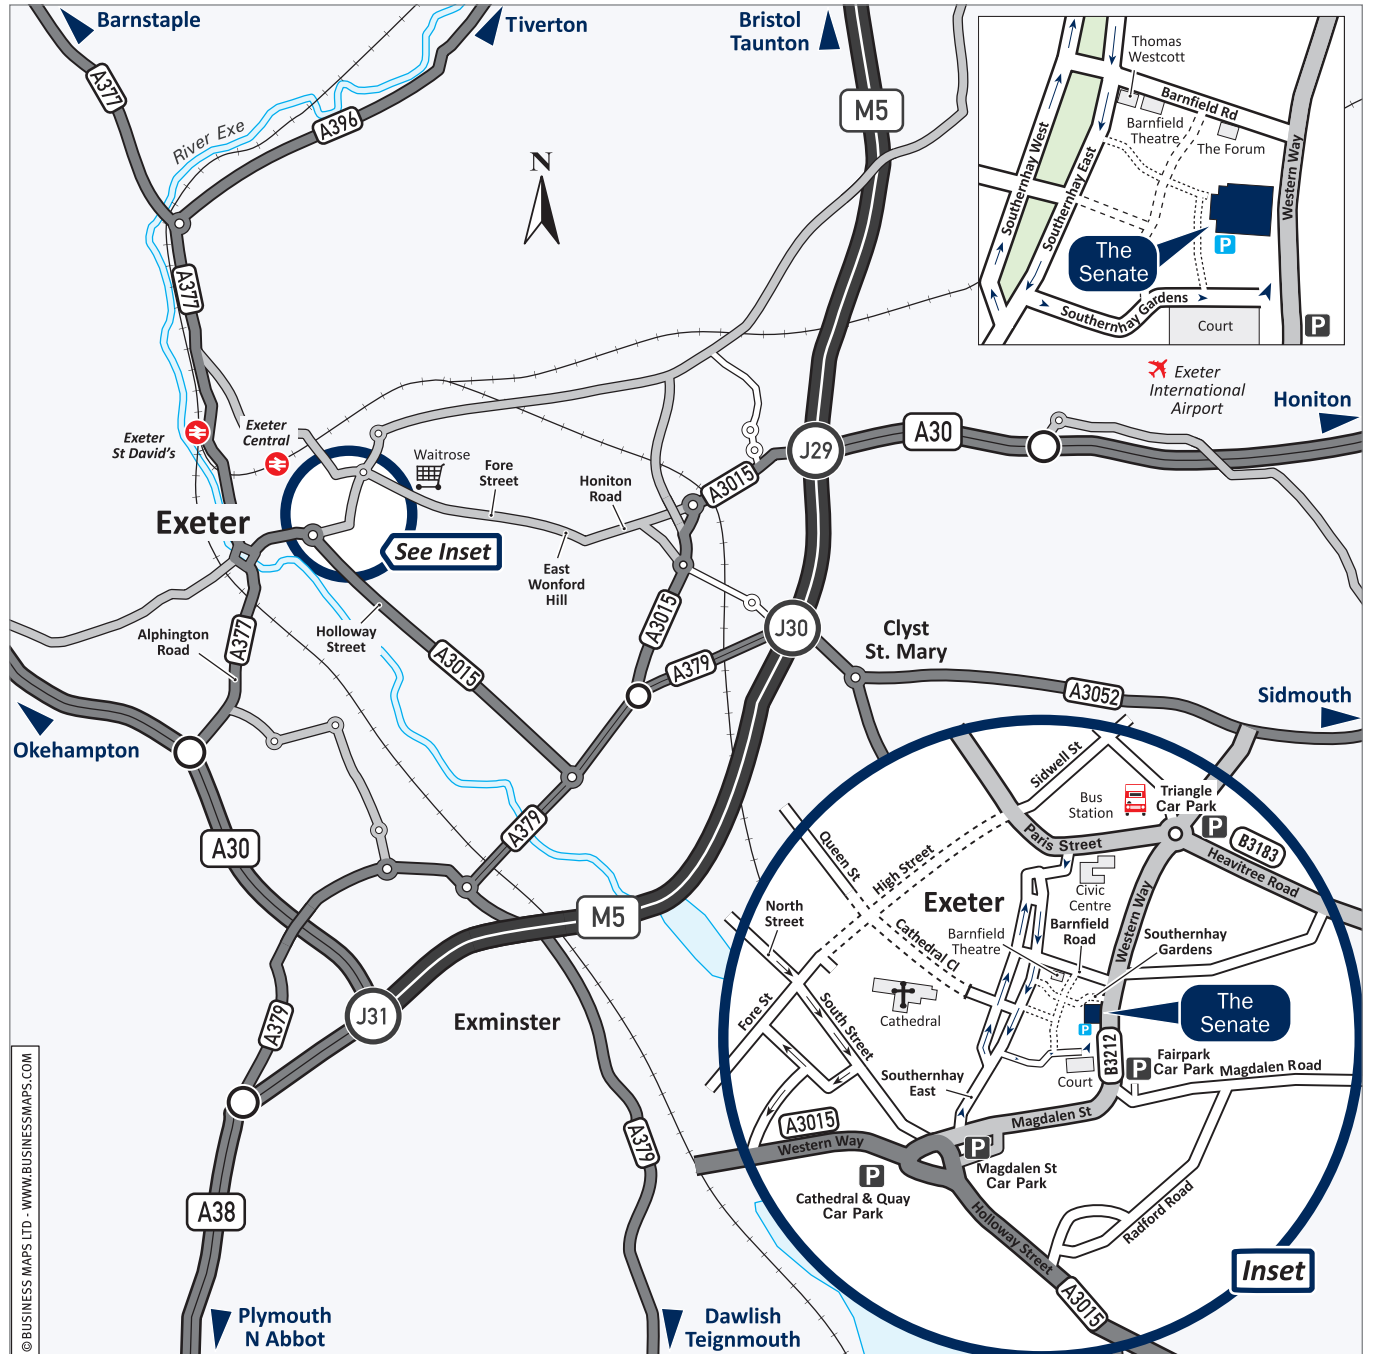 Barnstaple
Tiverton
Bristol
Taunton
A377
M5
A396
River Exe
N
A377
Thomas
Westcott
Barnfield Rd
Barnfield
Theatre
The Forum
Southernhay West
Southernhay East
Western Way
The
Senate
P
Southernhay Gardens
Court
P
Exeter
International
Airport
Honiton
Exeter
St David's
Exeter
Central
Waitrose
Fore
Street
Honiton
Road
A3015
J29
A30
Exeter
See Inset
East
Wonford
Hill
Alphington
Road
A377
Holloway
Street
A3015
A3015
A379
J30
Clyst
St. Mary
A3052
Sidmouth
Okehampton
A30
A379
M5
J31
A379
Exminster
A379
A38
Plymouth
N Abbot
Dawlish
Teignmouth
Sidwell St
Bus
Station
Triangle
Car Park
P
B3183
Heavitree Road
Paris Street
Queen St
High Street
Civic
Centre
Exeter
North
Street
Cathedral Cl
Barnfield
Theatre
Barnfield
Road
Western Way
Southernhay
Gardens
Cathedral
The
Senate
P
Fore St
South Street
B3212
Court
P
Fairpark
Car Park
Magdalen Road
Southernhay
East
Magdalen St
A3015
Western Way
P
Magdalen St
Car Park
P
Cathedral & Quay
Car Park
Radford Road
Holloway Street
A3015
Inset
© BUSINESS MAPS LTD - WWW.BUSINESSMAPS.COM